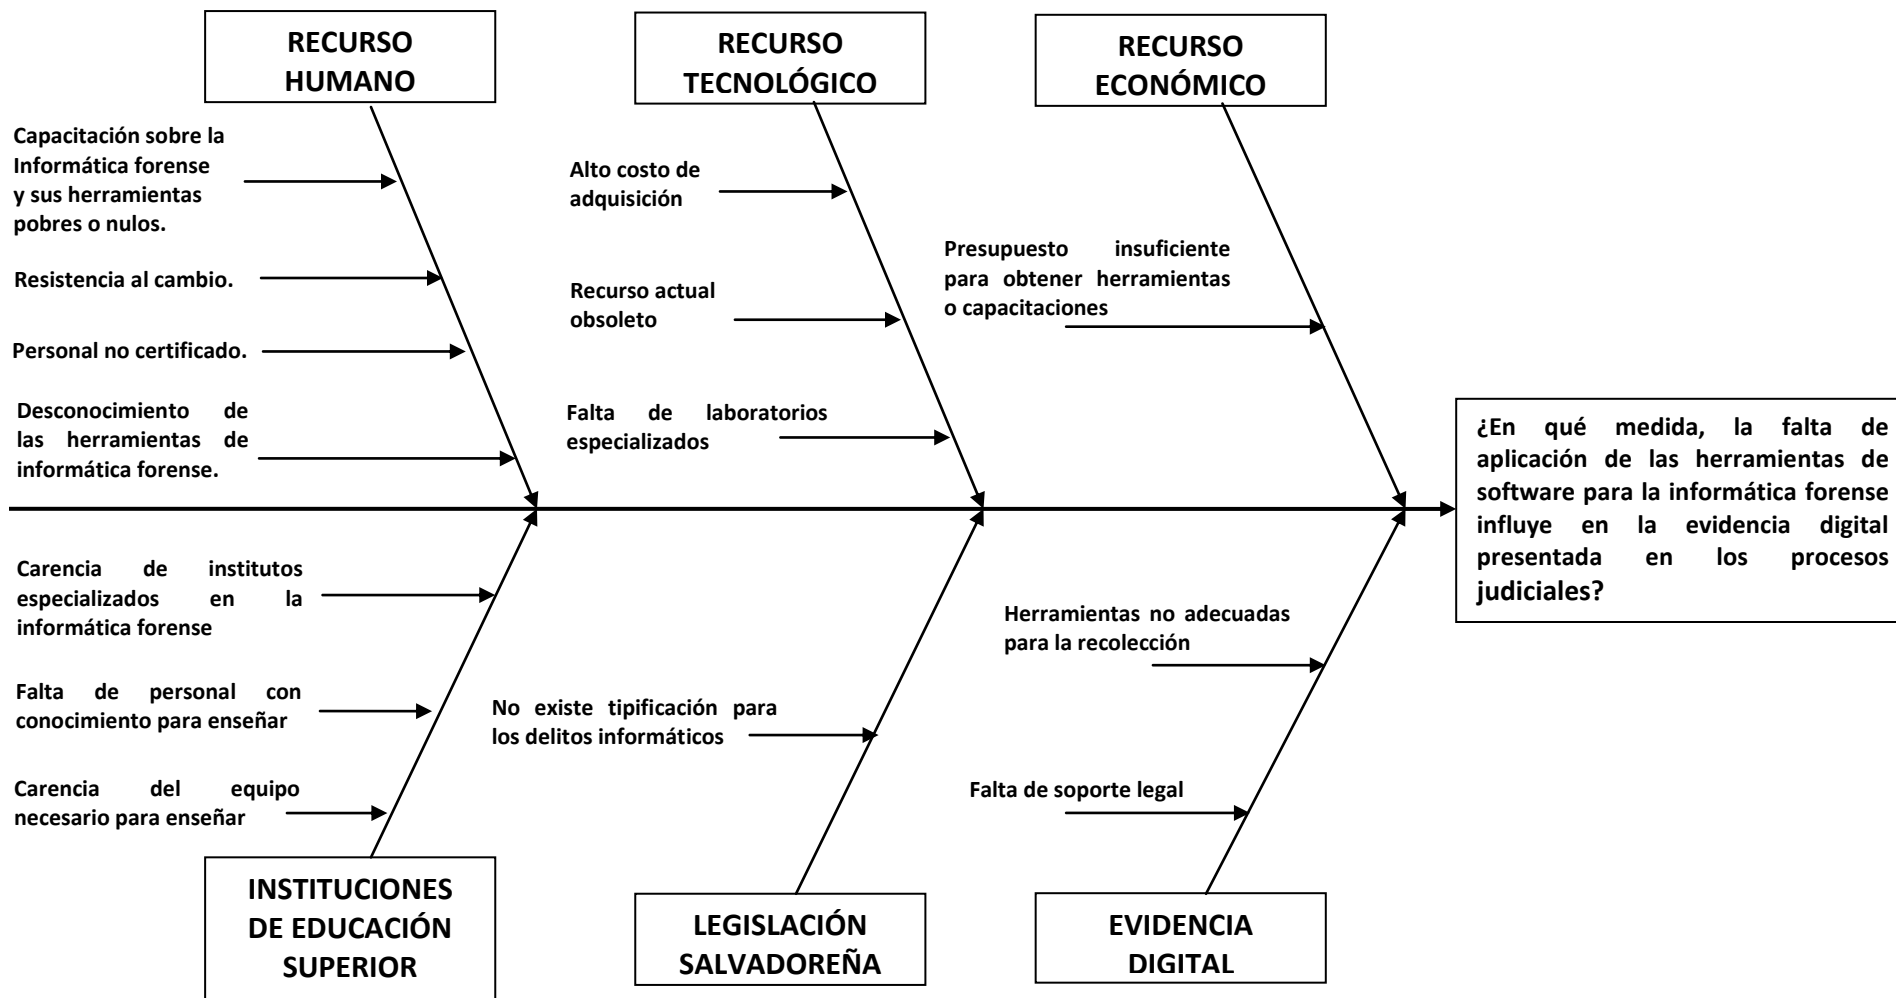 RECURSO
HUMANO
RECURSO
TECNOLÓGICO
RECURSO
ECONÓMICO
Capacitación sobre la
Informática forense
y sus herramientas
pobres o nulos.
Resistencia al cambio.
Personal no certificado.
Desconocimiento de
las herramientas de
informática forense.
Alto costo de
adquisición
Recurso actual
obsoleto
Falta de laboratorios
especializados
Presupuesto insuficiente
para obtener herramientas
o capacitaciones
¿En qué medida, la falta de
aplicación de las herramientas de
software para la informática forense
influye en la evidencia digital
presentada en los procesos
judiciales?
Carencia de institutos
especializados en la
informática forense
Falta de personal con
conocimiento para enseñar
Carencia del equipo
necesario para enseñar
No existe tipificación para
los delitos informáticos
Herramientas no adecuadas
para la recolección
Falta de soporte legal
INSTITUCIONES
DE EDUCACIÓN
SUPERIOR
LEGISLACIÓN
SALVADOREÑA
EVIDENCIA
DIGITAL